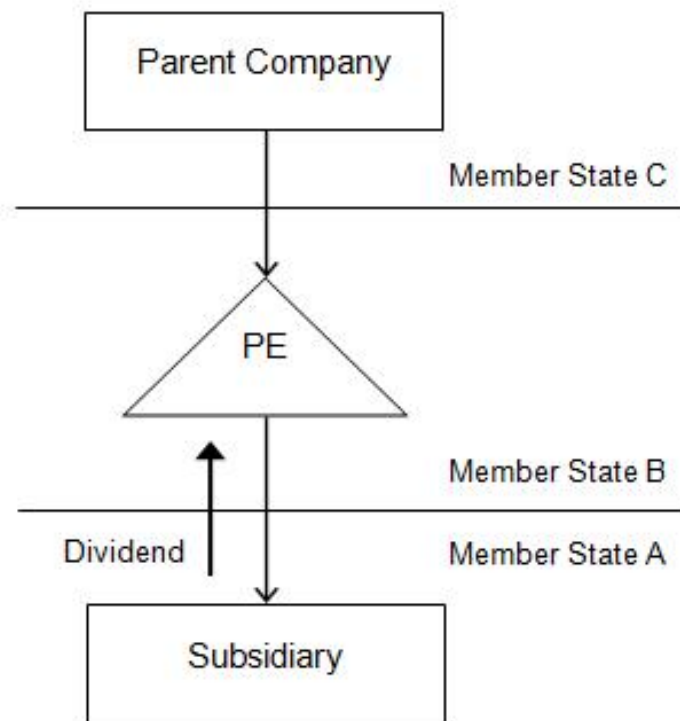 Parent Company
Member State C
PE
Member State B
Dividend
Member State A
Subsidiary